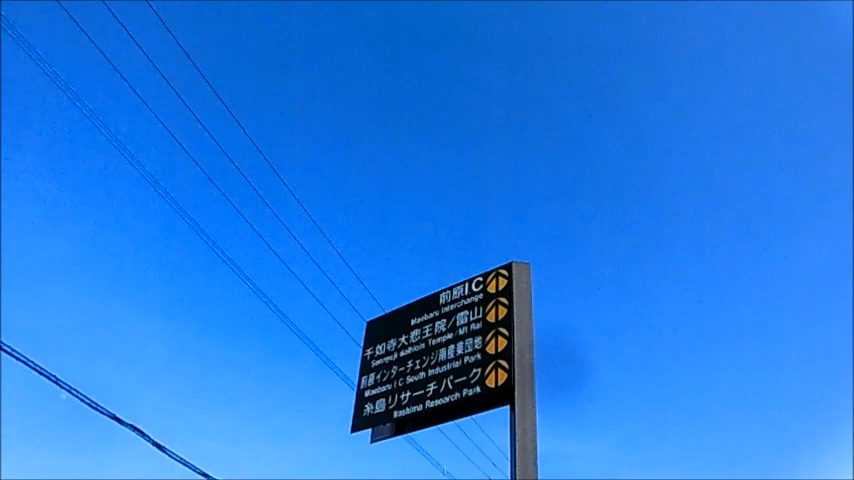 前原IC
Maebaru Interchange
千如寺大悲王院/雷山
Sennyoji daihioin Temple/Mt Rai
前原インターチェンジ南産業団地
Maebaru IC South Industrial Park
糸島リサーチパーク
Itoshima Research Park